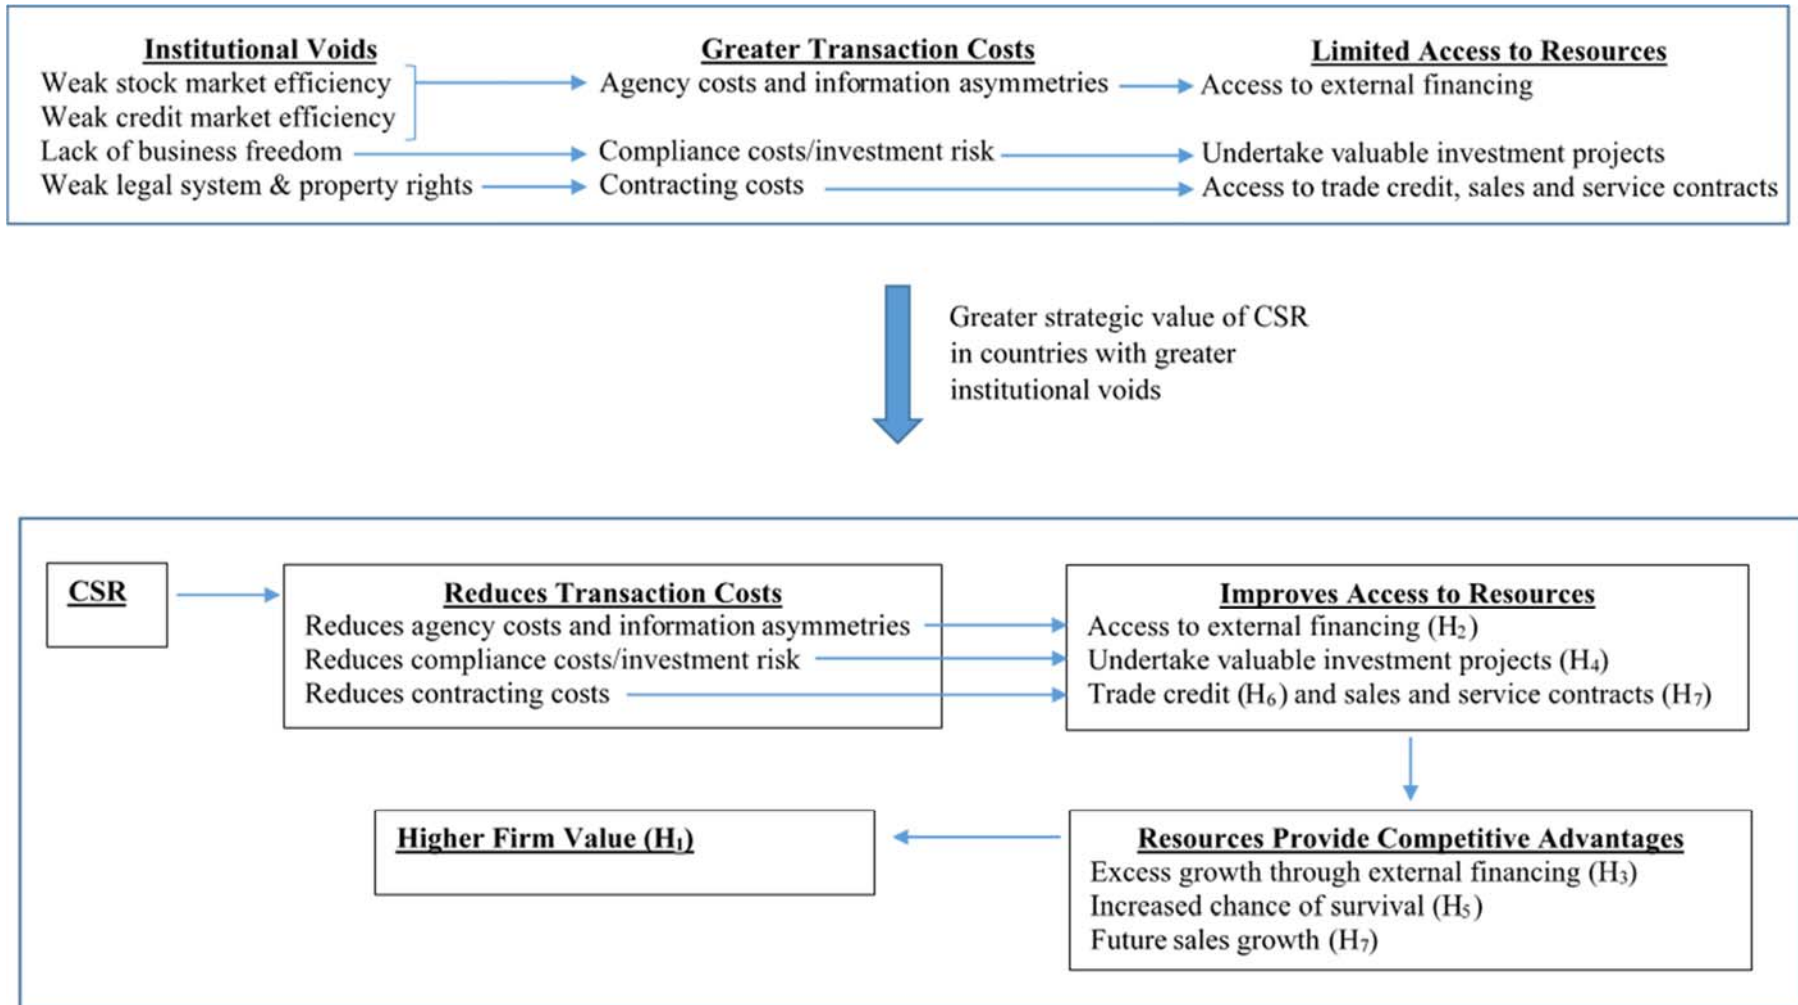 Institutional Voids
Greater Transaction Costs
Limited Access to Resources
Weak stock market efficiency
Agency costs and information asymmetries
Access to external financing
Weak credit market efficiency
Lack of business freedom
Compliance costs/investment risk
Undertake valuable investment projects
Weak legal system & property rights
Contracting costs
Access to trade credit, sales and service contracts
Greater strategic value of CSR
in countries with greater
institutional voids
CSR
Reduces Transaction Costs
Reduces agency costs and information asymmetries
Reduces compliance costs/investment risk
Reduces contracting costs
Improves Access to Resources
Access to external financing (H₂)
Undertake valuable investment projects (H₄)
Trade credit (H₆) and sales and service contracts (H₇)
Higher Firm Value (H₁)
Resources Provide Competitive Advantages
Excess growth through external financing (H₃)
Increased chance of survival (H₅)
Future sales growth (H₇)